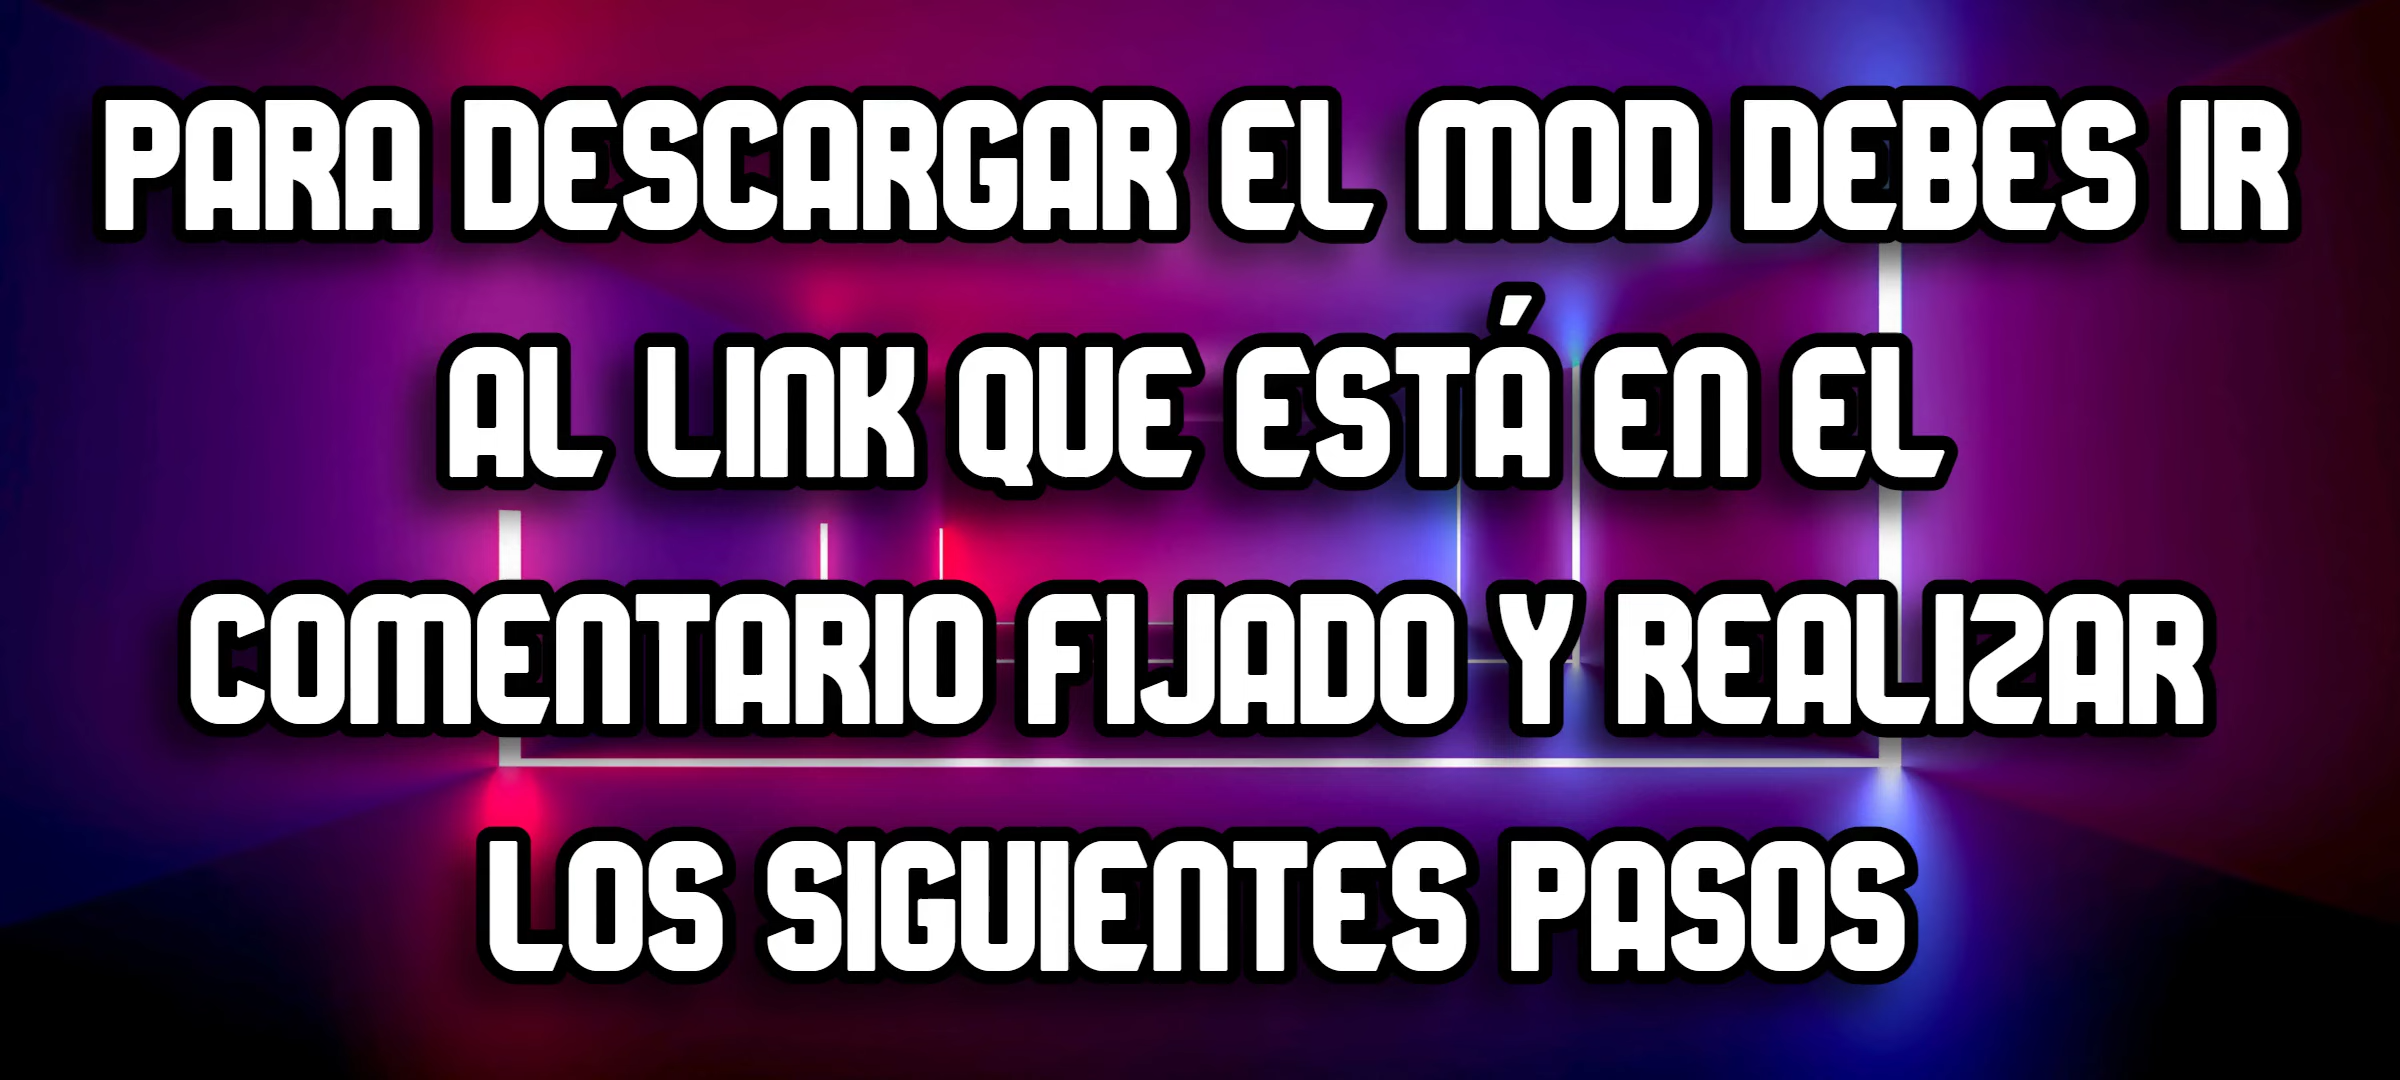 PARA DESCARGAR EL MOD DEBES IR
AL LINK QUE ESTÁ EN EL
COMENTARIO FIJADO Y REALIZAR
LOS SIGUIENTES PASOS